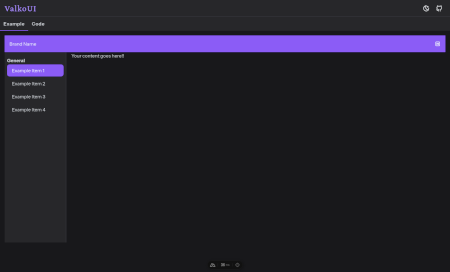 ValkoUI
Example Code
Brand Name
Your content goes here!!
General
Example Item 1
Example Item 2
Example Item 3
Example Item 4